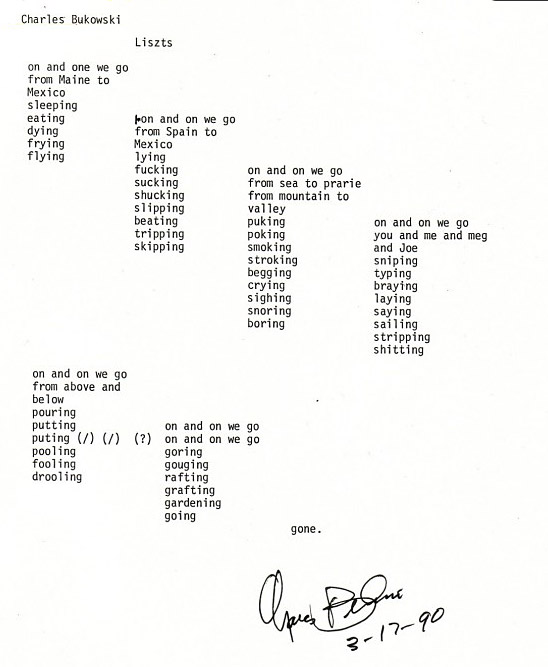 Charles Bukowski
Liszts
on and one we go
from Maine to
Mexico
sleeping
eating
dying
frying
flying
on and on we go
from Spain to
Mexico
lying
fucking
sucking
shucking
slipping
beating
tripping
skipping
on and on we go
from sea to prarie
from mountain to
valley
puking
poking
smoking
stroking
begging
crying
sighing
snoring
boring
on and on we go
you and me and meg
and Joe
sniping
typing
braying
laying
saying
sailing
stripping
shitting
on and on we go
from above and
below
pouring
putting
puting (/) (/) (?)
pooling
fooling
drooling
on and on we go
on and on we go
goring
gouging
rafting
grafting
gardening
going
gone.
3-17-90